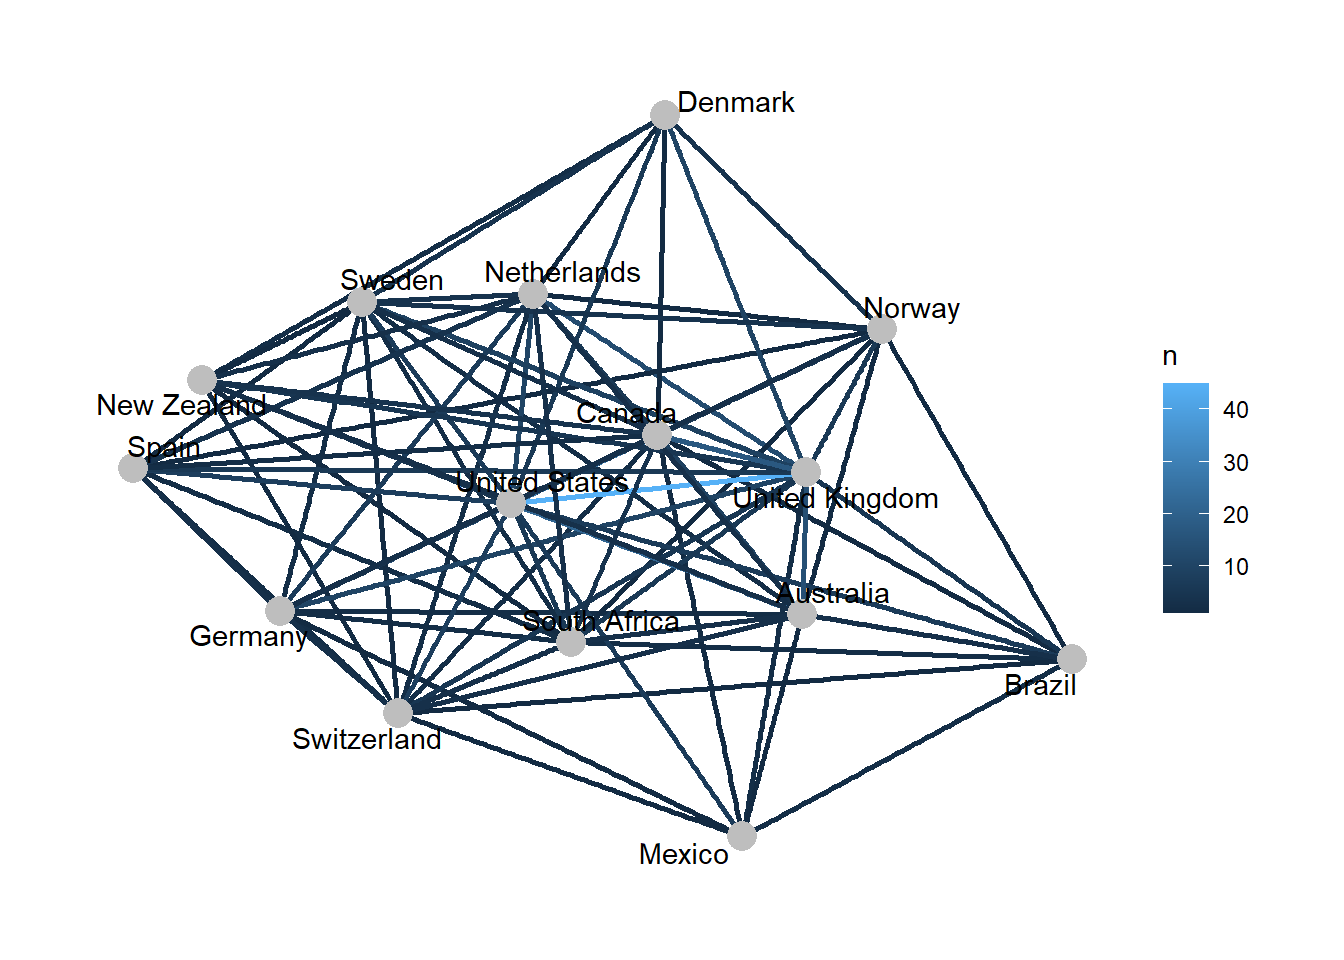 Denmark
Sweden
Netherlands
Norway
New Zealand
Canada
Spain
United States
United Kingdom
Australia
South Africa
Germany
Brazil
Switzerland
Mexico
n
40
30
20
10